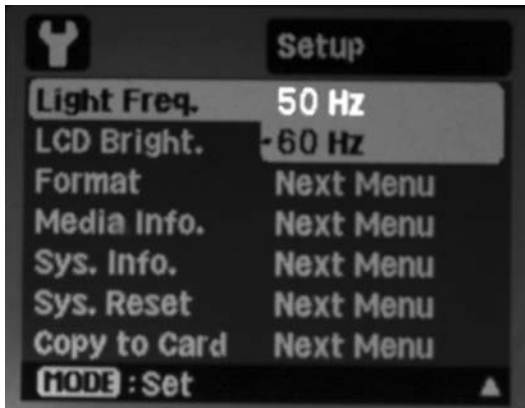 Setup
Light Freq. 50 Hz
LCD Bright. 60 Hz
Format Next Menu
Media Info. Next Menu
Sys. Info. Next Menu
Sys. Reset Next Menu
Copy to Card Next Menu
MODE :Set